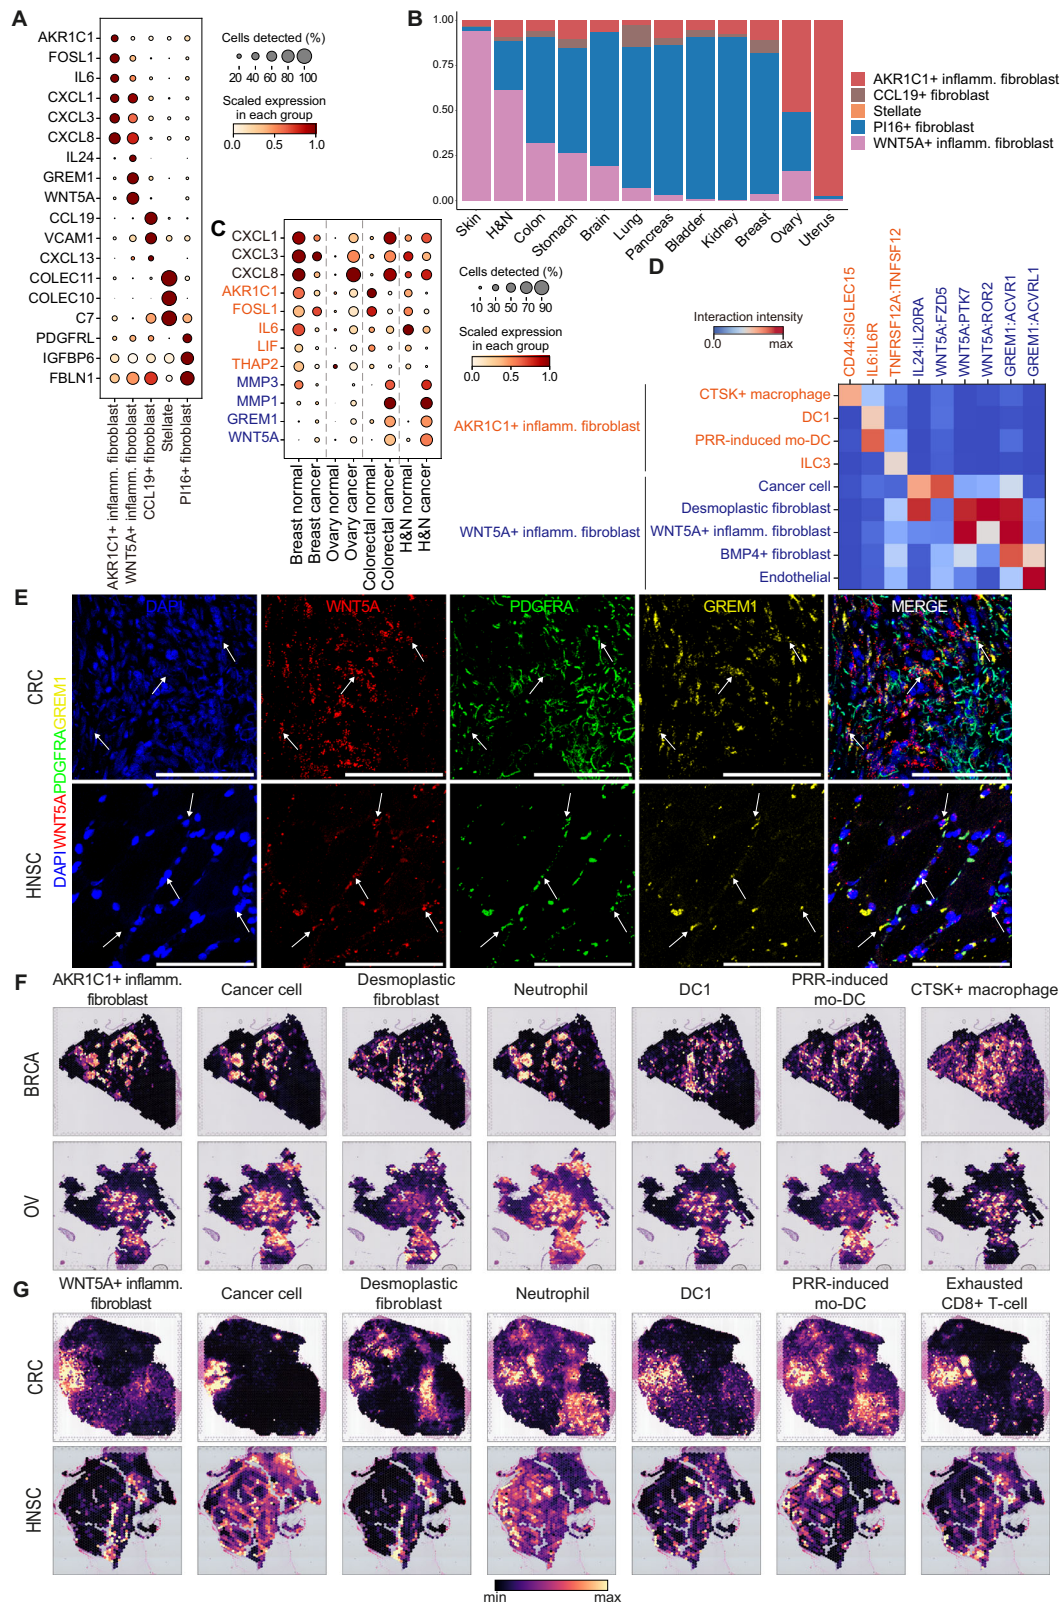 A
AKR1C1
FOSL1
IL6
CXCL1
CXCL3
CXCL8
IL24
GREM1
WNT5A
CCL19
VCAM1
CXCL13
COLEC11
COLEC10
C7
PDGFRL
IGFBP6
FBLN1
AKR1C1+ inflamm. fibroblast
WNT5A+ inflamm. fibroblast
CCL19+ fibroblast
Stellate
PI16+ fibroblast
Cells detected (%)
20 40 60 80 100
Scaled expression
in each group
0.0 0.5 1.0
B
1.00
0.75
0.50
0.25
0.00
Skin
H&N
Colon
Stomach
Brain
Lung
Pancreas
Bladder
Kidney
Breast
Ovary
Uterus
AKR1C1+ inflamm. fibroblast
CCL19+ fibroblast
Stellate
PI16+ fibroblast
WNT5A+ inflamm. fibroblast
C
CXCL1
CXCL3
CXCL8
AKR1C1
FOSL1
IL6
LIF
THAP2
MMP3
MMP1
GREM1
WNT5A
Breast normal
Breast cancer
Ovary normal
Ovary cancer
Colorectal normal
Colorectal cancer
H&N normal
H&N cancer
Cells detected (%)
10 30 50 70 90
Scaled expression
in each group
0.0 0.5 1.0
D
Interaction intensity
min max
CD44:SIGLEC15
IL6:IL6R
TNFRSF12A:TNFSF12
IL24:IL20RA
WNT5A:FZD5
WNT5A:PTK7
WNT5A:ROR2
GREM1:ACVR1
GREM1:ACVRL1
AKR1C1+ inflamm. fibroblast
CTSK+ macrophage
DC1
PRR-induced mo-DC
ILC3
WNT5A+ inflamm. fibroblast
Cancer cell
Desmoplastic fibroblast
WNT5A+ inflamm. fibroblast
BMP4+ fibroblast
Endothelial
E
DAPI WNT5A PDGFRA GREM1 MERGE
CRC
HNSC
DAPI WNT5A PDGFRA GREM1
F
AKR1C1+ inflamm.
fibroblast
Cancer cell
Desmoplastic
fibroblast
Neutrophil
DC1
PRR-induced
mo-DC
CTSK+ macrophage
BRCA
OV
G
WNT5A+ inflamm.
fibroblast
Cancer cell
Desmoplastic
fibroblast
Neutrophil
DC1
PRR-induced
mo-DC
Exhausted
CD8+ T-cell
CRC
HNSC
min max